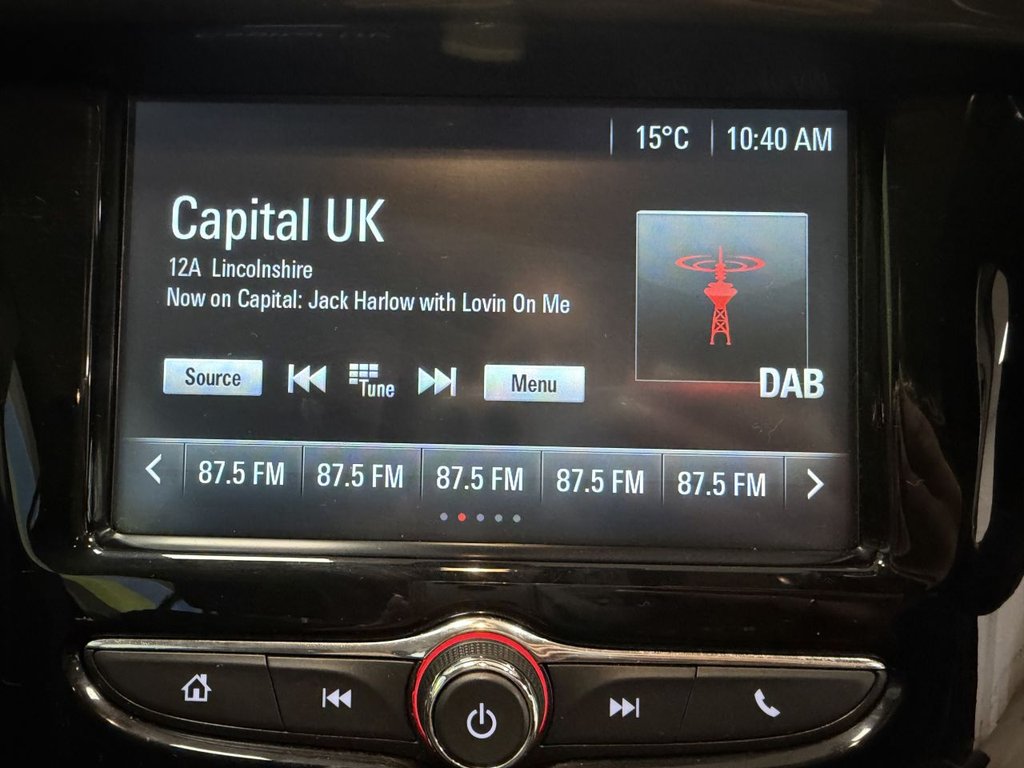 15°C 10:40 AM
Capital UK
12A Lincolnshire
Now on Capital: Jack Harlow with Lovin On Me
Source Tune Menu
DAB
87.5 FM 87.5 FM 87.5 FM 87.5 FM 87.5 FM